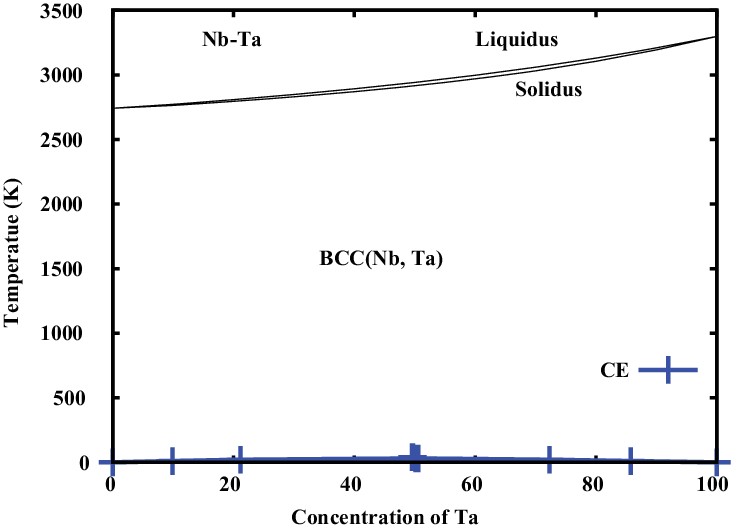 3500
Nb-Ta
Liquidus
3000
Solidus
2500
2000
BCC(Nb, Ta)
1500
1000
CE
500
0
0
20
40
60
80
100
Temperatue (K)
Concentration of Ta